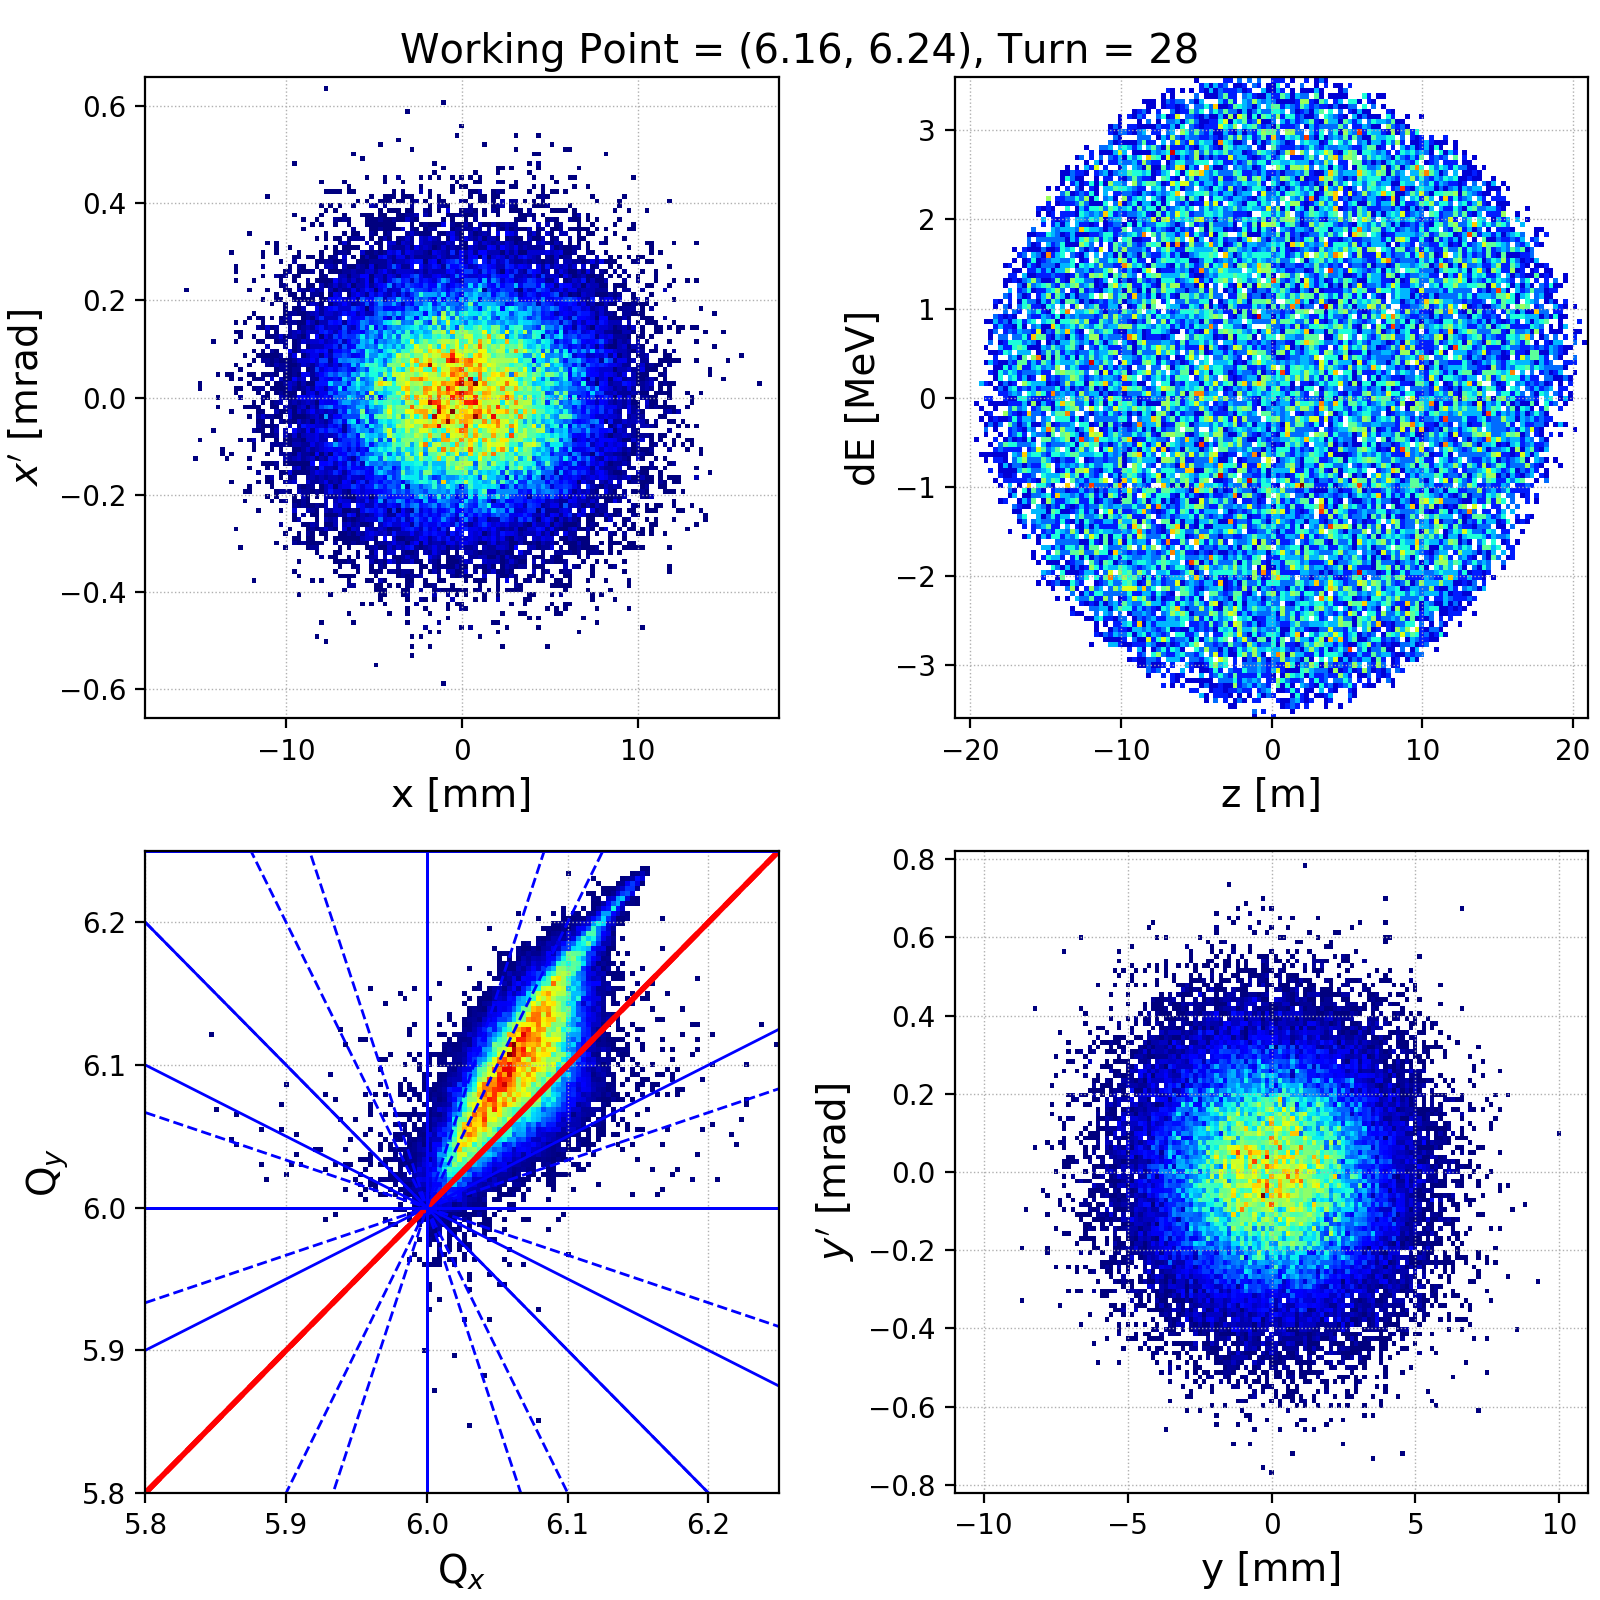 Working Point = (6.16, 6.24), Turn = 28
0.6
0.4
0.2
0.0
−0.2
−0.4
−0.6
x′ [mrad]
−10 0 10
x [mm]
3
2
1
0
−1
−2
−3
dE [MeV]
−20 −10 0 10 20
z [m]
6.2
6.1
6.0
5.9
5.8
Qy
5.8 5.9 6.0 6.1 6.2
Qx
0.8
0.6
0.4
0.2
0.0
−0.2
−0.4
−0.6
−0.8
y′ [mrad]
−10 −5 0 5 10
y [mm]